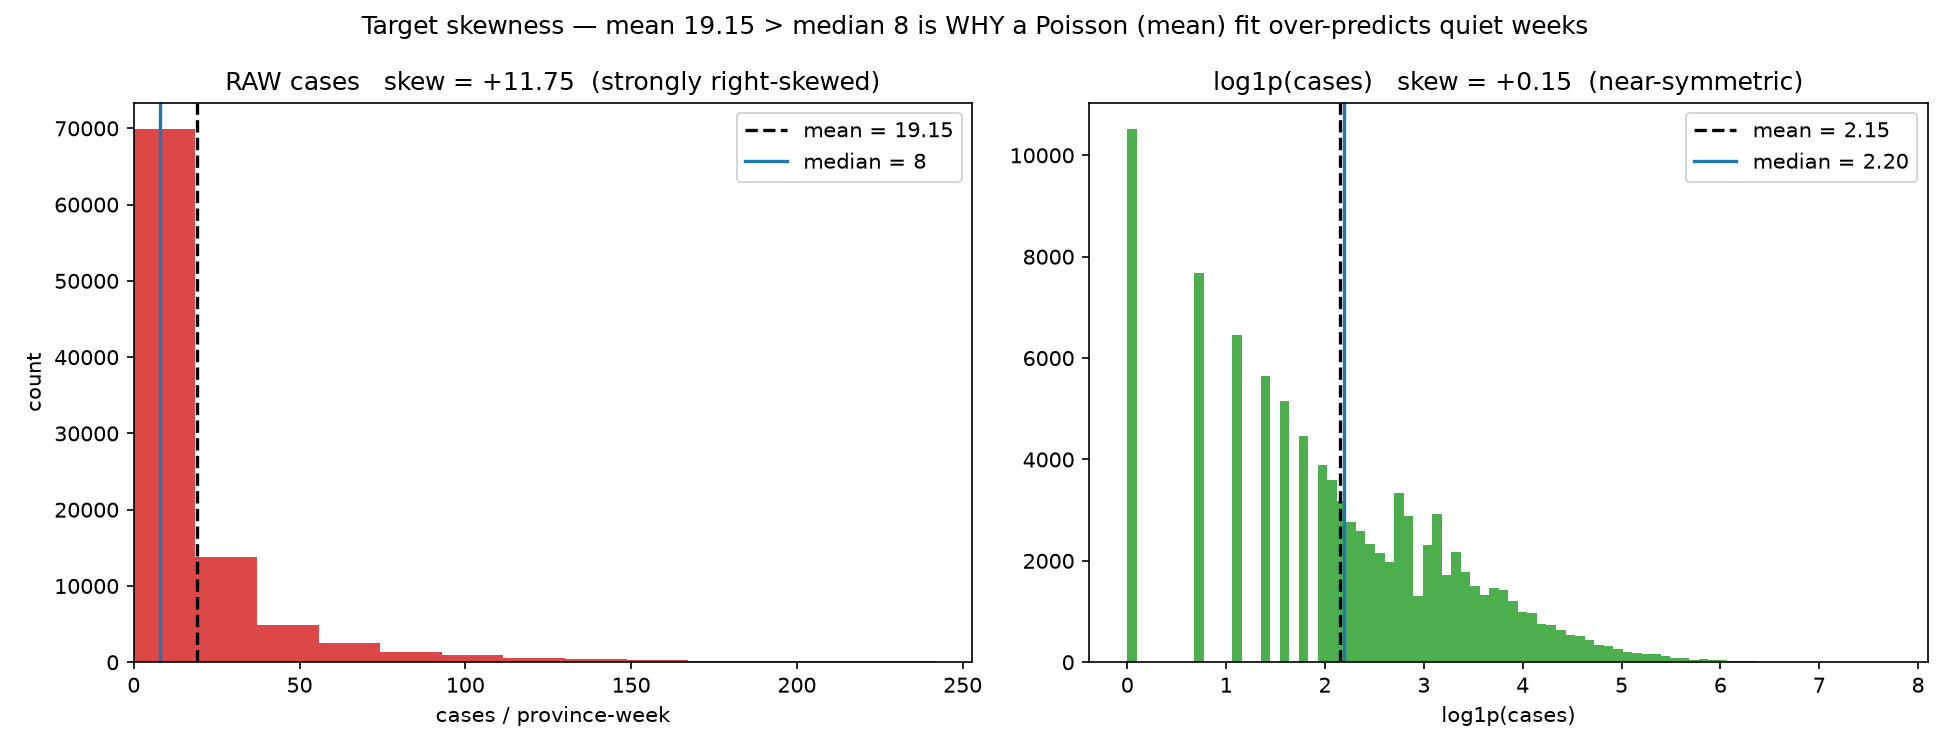 Target skewness — mean 19.15 > median 8 is WHY a Poisson (mean) fit over-predicts quiet weeks
RAW cases   skew = +11.75  (strongly right-skewed)
mean = 19.15
median = 8
70000
60000
50000
40000
30000
20000
10000
0
count
0 50 100 150 200 250
cases / province-week
log1p(cases)   skew = +0.15  (near-symmetric)
mean = 2.15
median = 2.20
10000
8000
6000
4000
2000
0
0 1 2 3 4 5 6 7 8
log1p(cases)